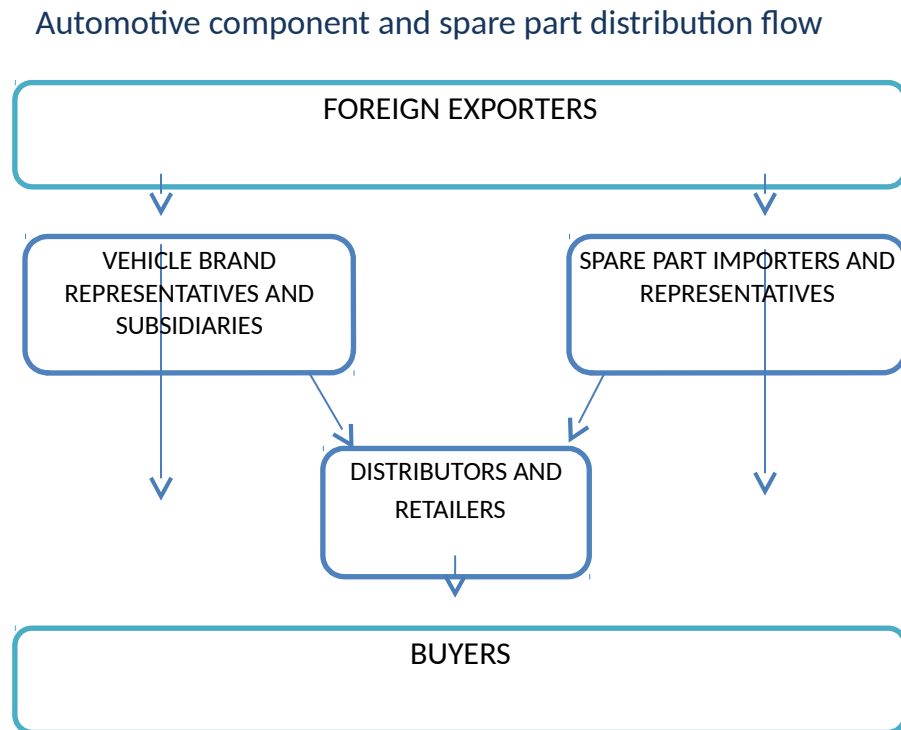 Automotive component and spare part distribution flow
FOREIGN EXPORTERS
VEHICLE BRAND
REPRESENTATIVES AND
SUBSIDIARIES
SPARE PART IMPORTERS AND
REPRESENTATIVES
DISTRIBUTORS AND
RETAILERS
BUYERS